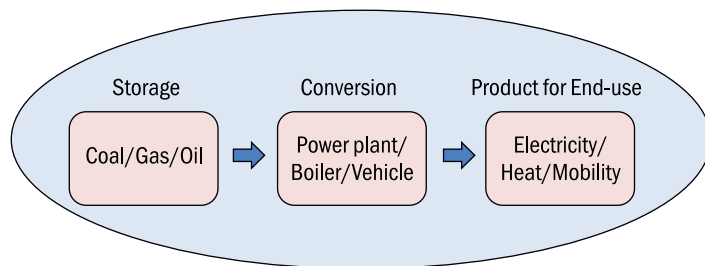 Storage
Conversion
Product for End-use
Coal/Gas/Oil
Power plant/
Boiler/Vehicle
Electricity/
Heat/Mobility